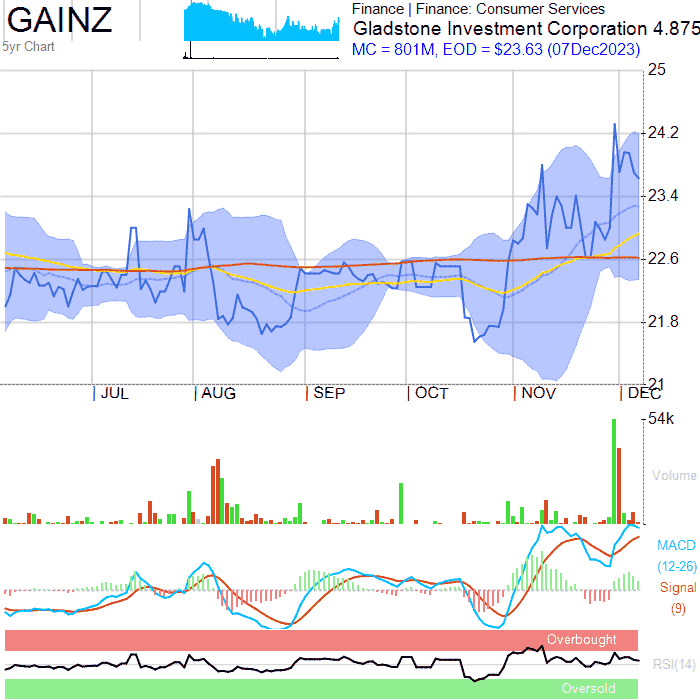 GAINZ
5yr Chart
Finance | Finance: Consumer Services
Gladstone Investment Corporation 4.875
MC = 801M, EOD = $23.63 (07Dec2023)
25
24.2
23.4
22.6
21.8
21
JUL AUG SEP OCT NOV DEC
54k
Volume
MACD
(12-26)
Signal
(9)
Overbought
RSI(14)
Oversold